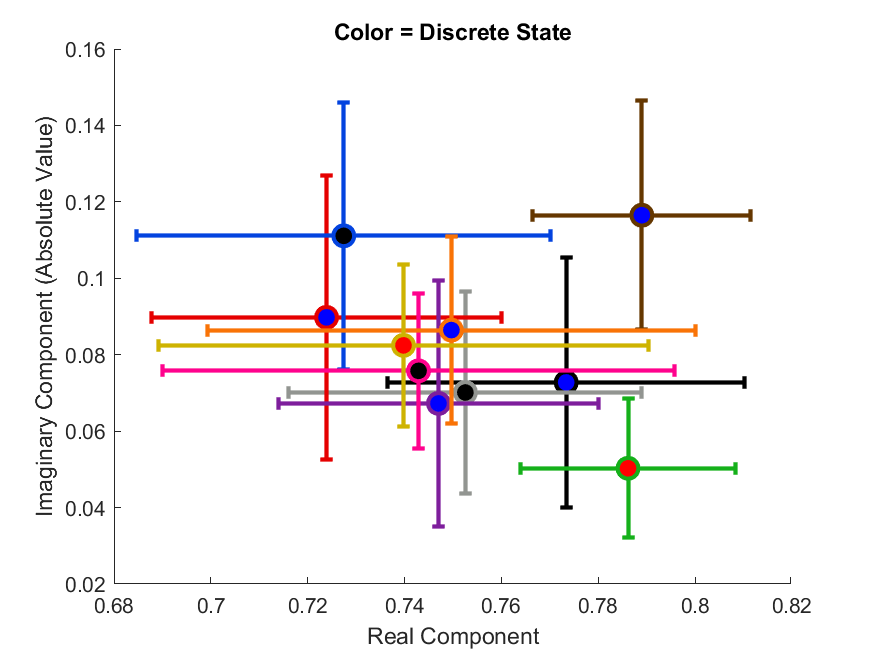 Color = Discrete State
0.16
0.14
0.12
0.1
0.08
0.06
0.04
0.02
Imaginary Component (Absolute Value)
0.68 0.7 0.72 0.74 0.76 0.78 0.8 0.82
Real Component